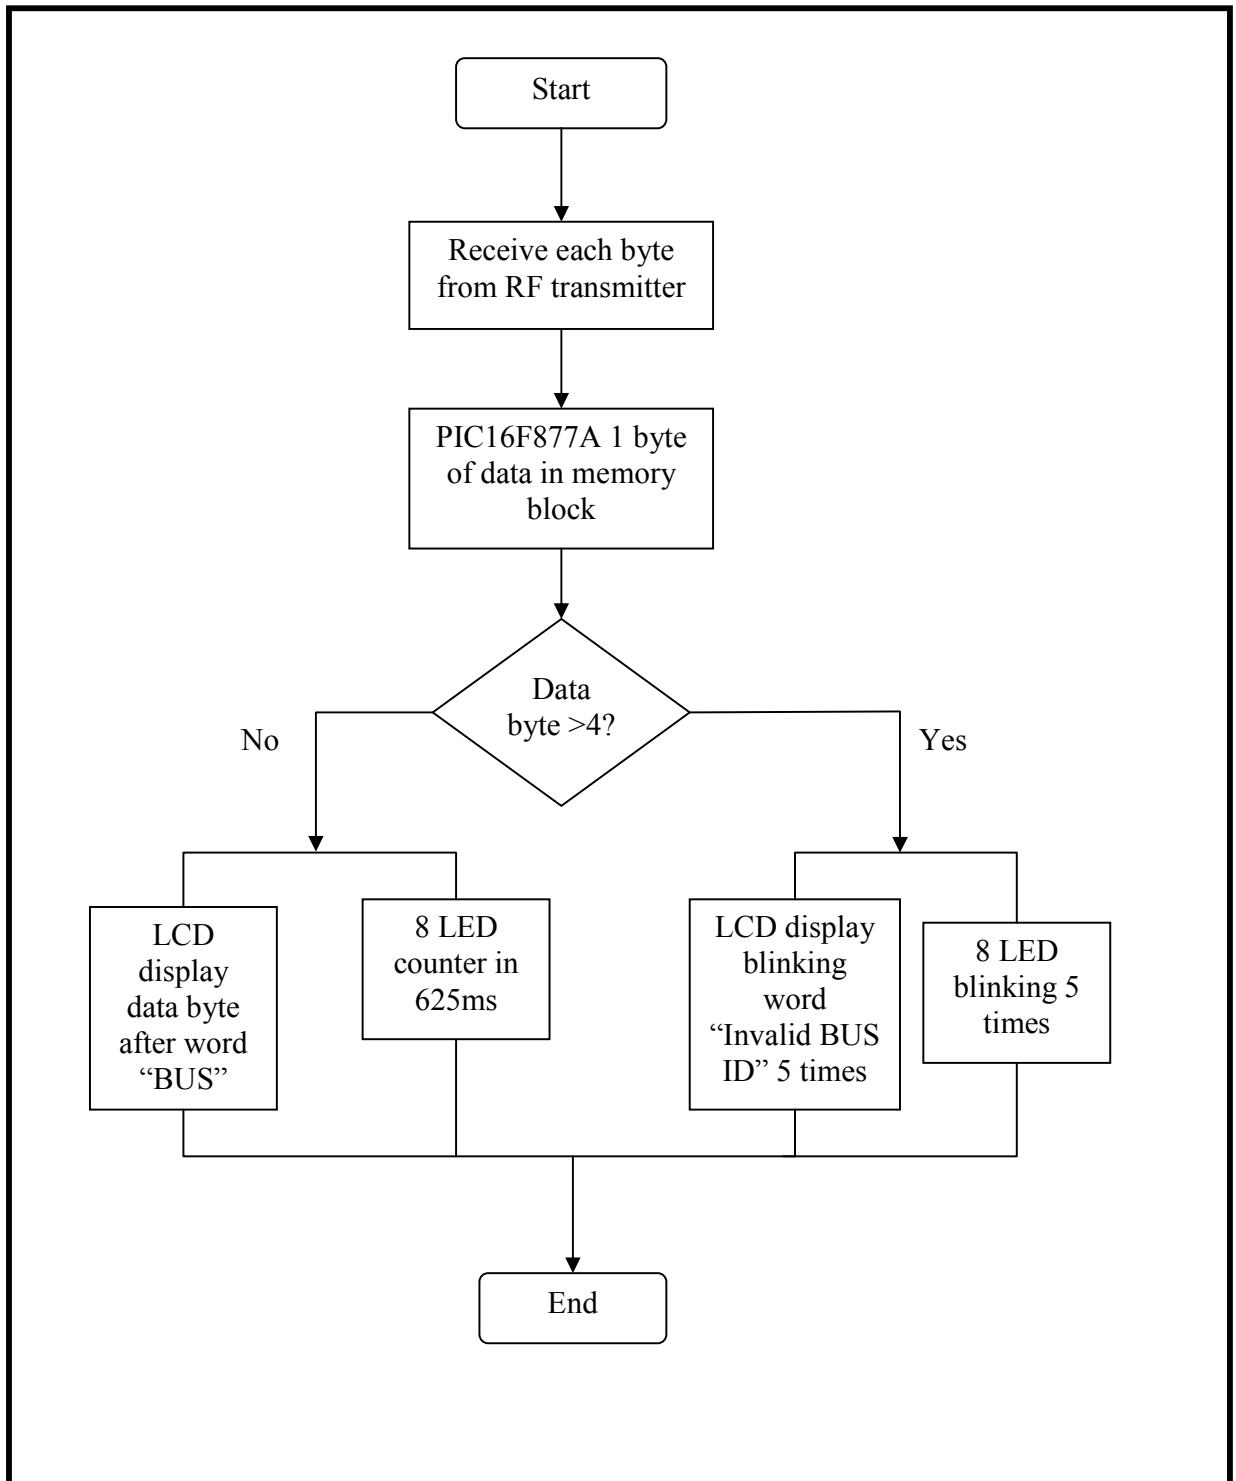 Start
Receive each byte
from RF transmitter
PIC16F877A 1 byte
of data in memory
block
Data
byte >4?
No
Yes
LCD
display
data byte
after word
“BUS”
8 LED
counter in
625ms
LCD display
blinking
word
“Invalid BUS
ID” 5 times
8 LED
blinking 5
times
End